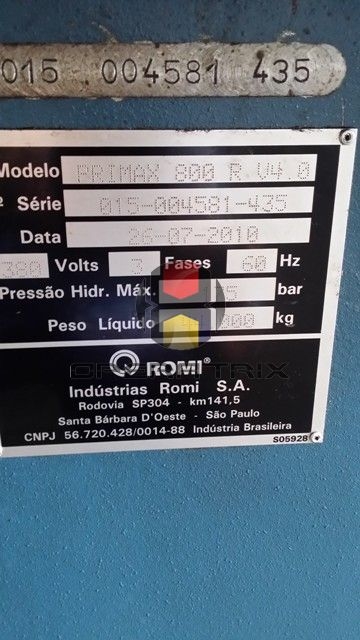 015 004581 435
Modelo PRIMAX 800 R V4.0
Série 015-004581-435
Data 26-07-2010
380 Volts 3 Fases 60 Hz
Pressão Hidr. Máx. bar
Peso Líquido kg
ROMI®
Indústrias Romi S.A.
Rodovia SP304 - km141,5
Santa Bárbara D'Oeste - São Paulo
CNPJ 56.720.428/0014-88 Indústria Brasileira
S05928